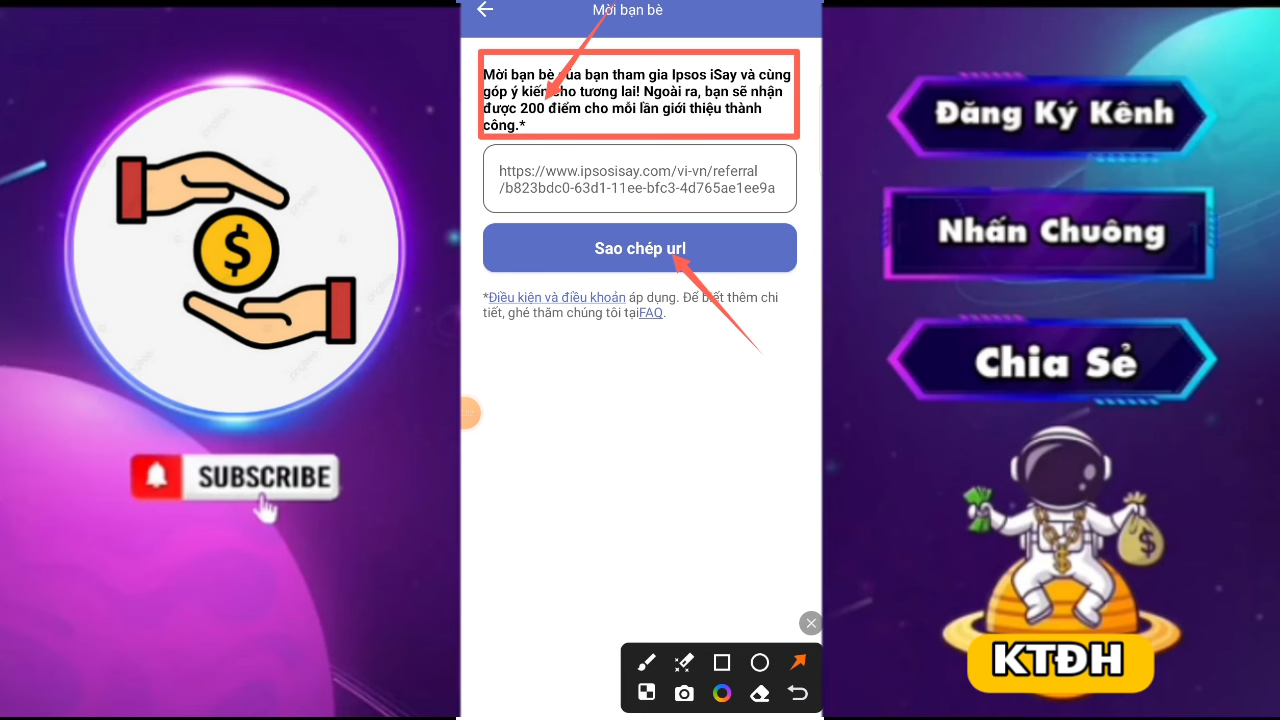 Mời bạn bè
Mời bạn bè của bạn tham gia Ipsos iSay và cùng
góp ý kiến cho tương lai! Ngoài ra, bạn sẽ nhận
được 200 điểm cho mỗi lần giới thiệu thành
công.*
https://www.ipsosisay.com/vi-vn/referral
/b823bdc0-63d1-11ee-bfc3-4d765ae1ee9a
Sao chép url
*Điều kiện và điều khoản áp dụng. Để biết thêm chi
tiết, ghé thăm chúng tôi tạiFAQ.
SUBSCRIBE
Đăng Ký Kênh
Nhấn Chuông
Chia Sẻ
KTĐH